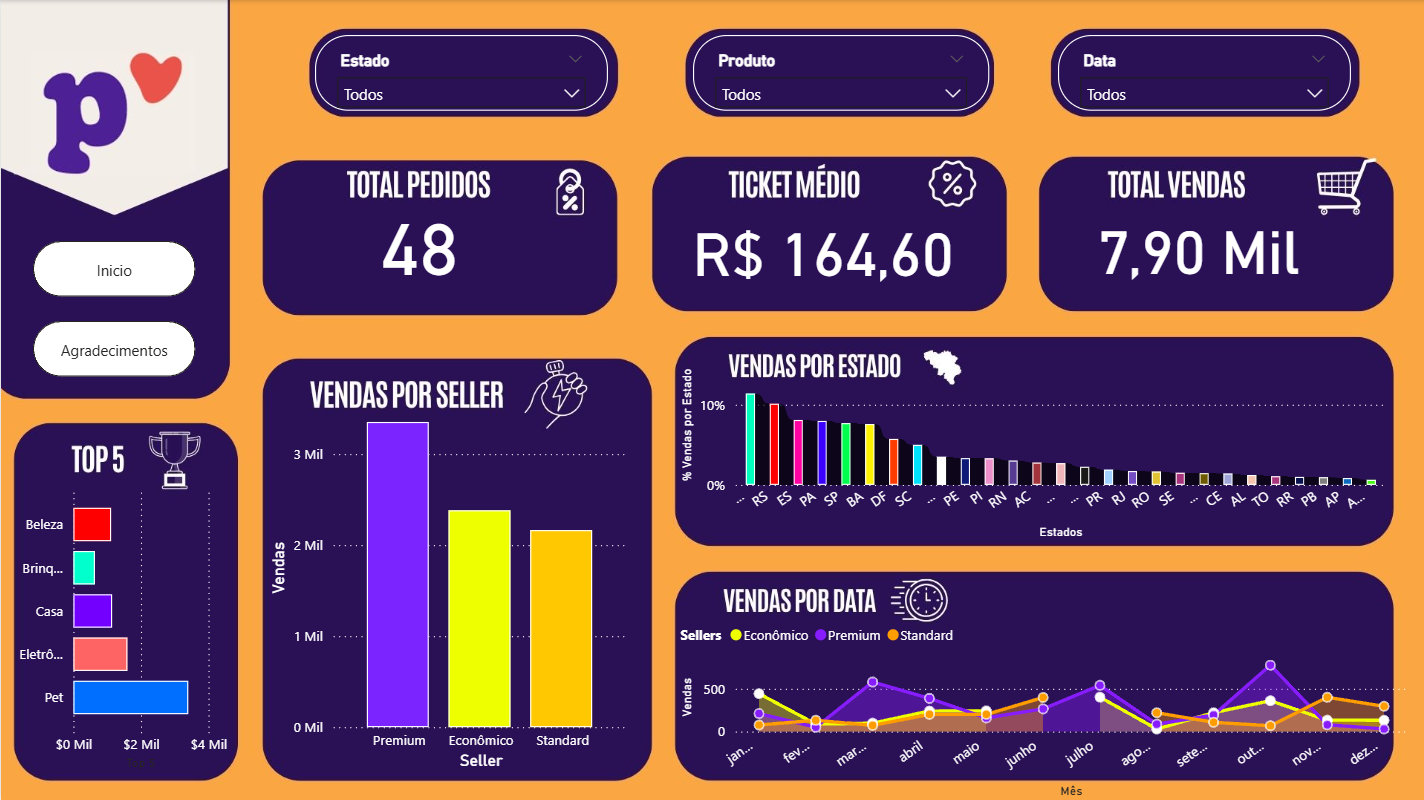 p
Estado
Todos
Produto
Todos
Data
Todos
TOTAL PEDIDOS
48
TICKET MÉDIO
R$ 164,60
TOTAL VENDAS
7,90 Mil
Inicio
Agradecimentos
TOP 5
Beleza
Brinq...
Casa
Eletrô...
Pet
$0 Mil $2 Mil $4 Mil
VENDAS POR SELLER
Vendas
3 Mil
2 Mil
1 Mil
0 Mil
Premium Econômico Standard
Seller
VENDAS POR ESTADO
% Vendas por Estado
10%
0%
... RS ES PA SP BA DF SC ... PE PI RN AC ... ... PR RJ RO SE ... CE AL TO RR PB AP A...
Estados
VENDAS POR DATA
Sellers Econômico Premium Standard
Vendas
500
0
jan... fev... mar... abril maio junho julho ago... sete... out... nov... dez...
Mês